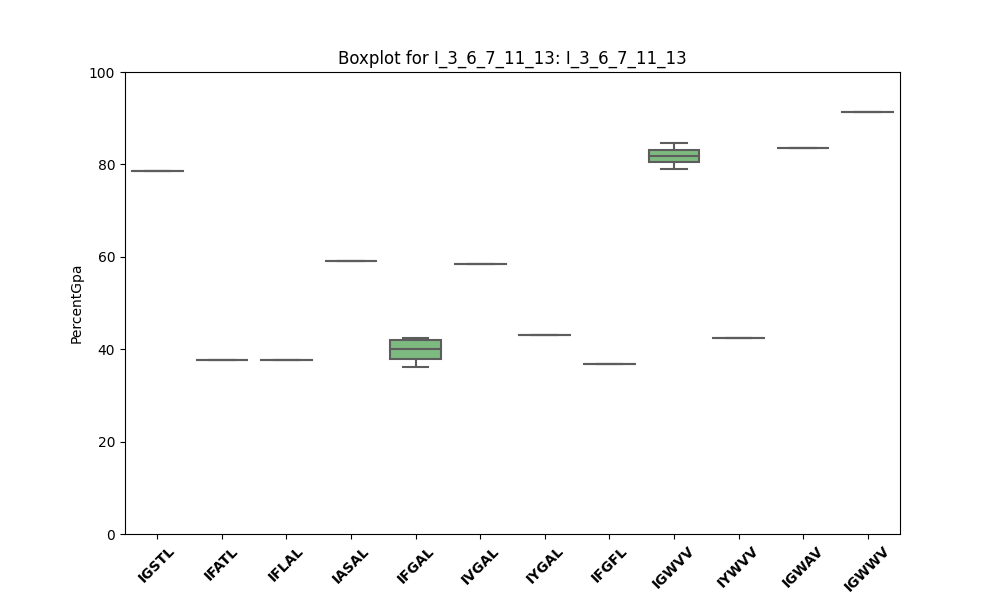 Boxplot for I_3_6_7_11_13: I_3_6_7_11_13
100
80
60
40
20
0
PercentGpa
IGSTL
IFATL
IFLAL
IASAL
IFGAL
IVGAL
IYGAL
IFGFL
IGWVV
IYWVV
IGWAV
IGWWV